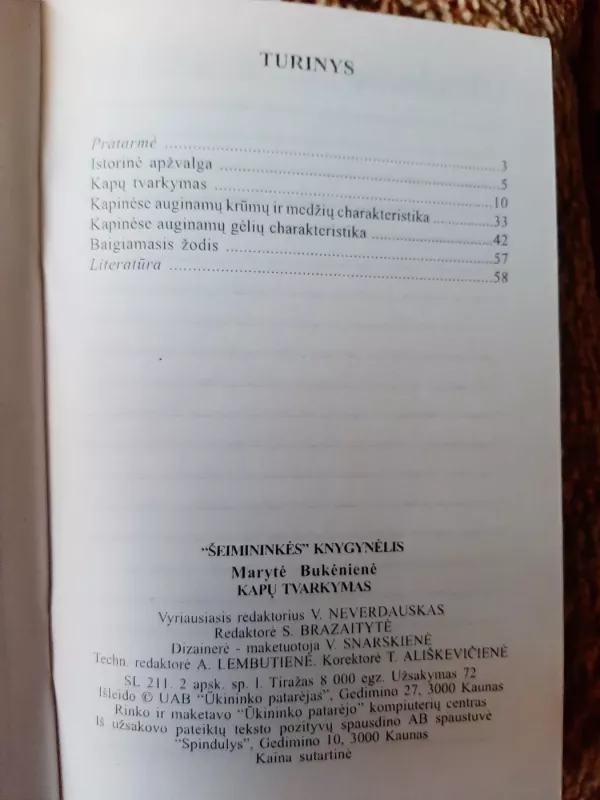 TURINYS
Pratarmė ... 3
Istorinė apžvalga ... 5
Kapų tvarkymas ... 10
Kapinėse auginamų krūmų ir medžių charakteristika ... 33
Kapinėse auginamų gėlių charakteristika ... 42
Baigiamasis žodis ... 57
Literatūra ... 58
“ŠEIMININKĖS” KNYGYNĖLIS
Marytė Bukėnienė
KAPŲ TVARKYMAS
Vyriausiasis redaktorius V. NEVERDAUSKAS
Redaktorė S. BRAZAITYTĖ
Dizainerė - maketuotoja V. SNARSKIENĖ
Techn. redaktorė A. LEMBUTIENĖ. Korektorė T. ALIŠKEVIČIENĖ
SL 211. 2 apsk. sp. l. Tiražas 8 000 egz. Užsakymas 72
Išleido © UAB “Ūkininko patarėjas”, Gedimino 27, 3000 Kaunas
Rinko ir maketavo “Ūkininko patarėjo” kompiuterių centras
Iš užsakovo pateiktų teksto pozityvų spausdino AB spaustuvė
“Spindulys”, Gedimino 10, 3000 Kaunas
Kaina sutartinė